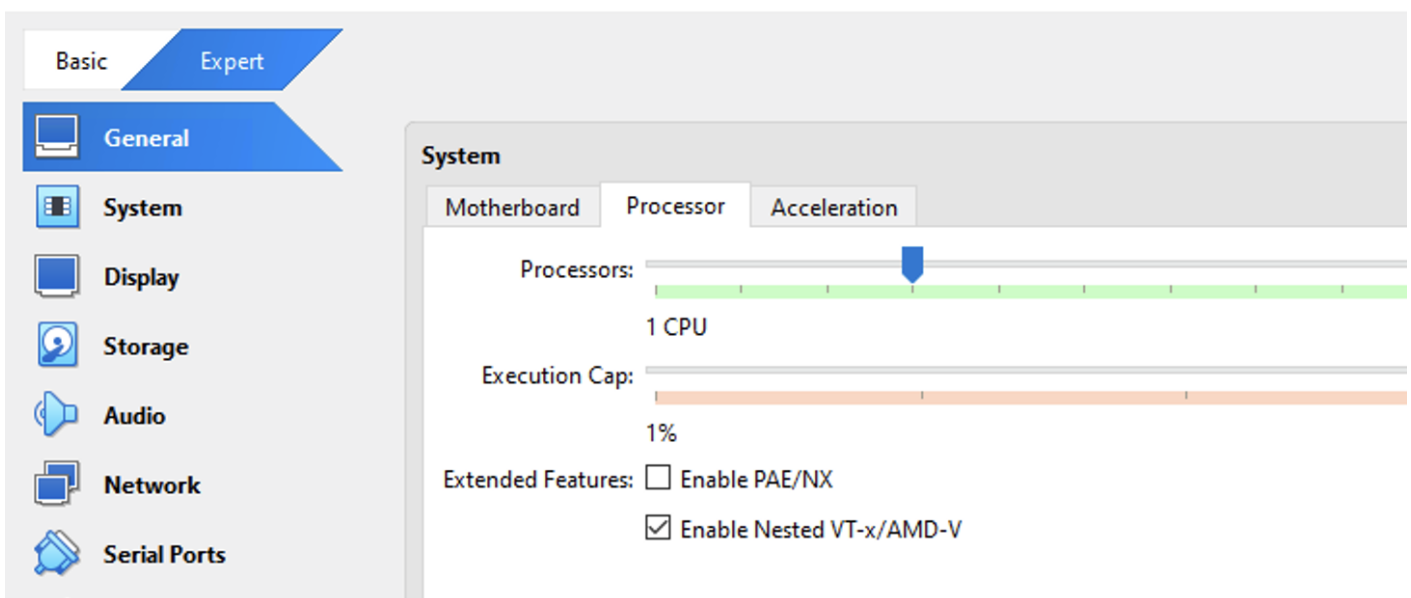 Basic
Expert
General
System
Display
Storage
Audio
Network
Serial Ports
System
Motherboard
Processor
Acceleration
Processors:
1 CPU
Execution Cap:
1%
Extended Features:
Enable PAE/NX
Enable Nested VT-x/AMD-V